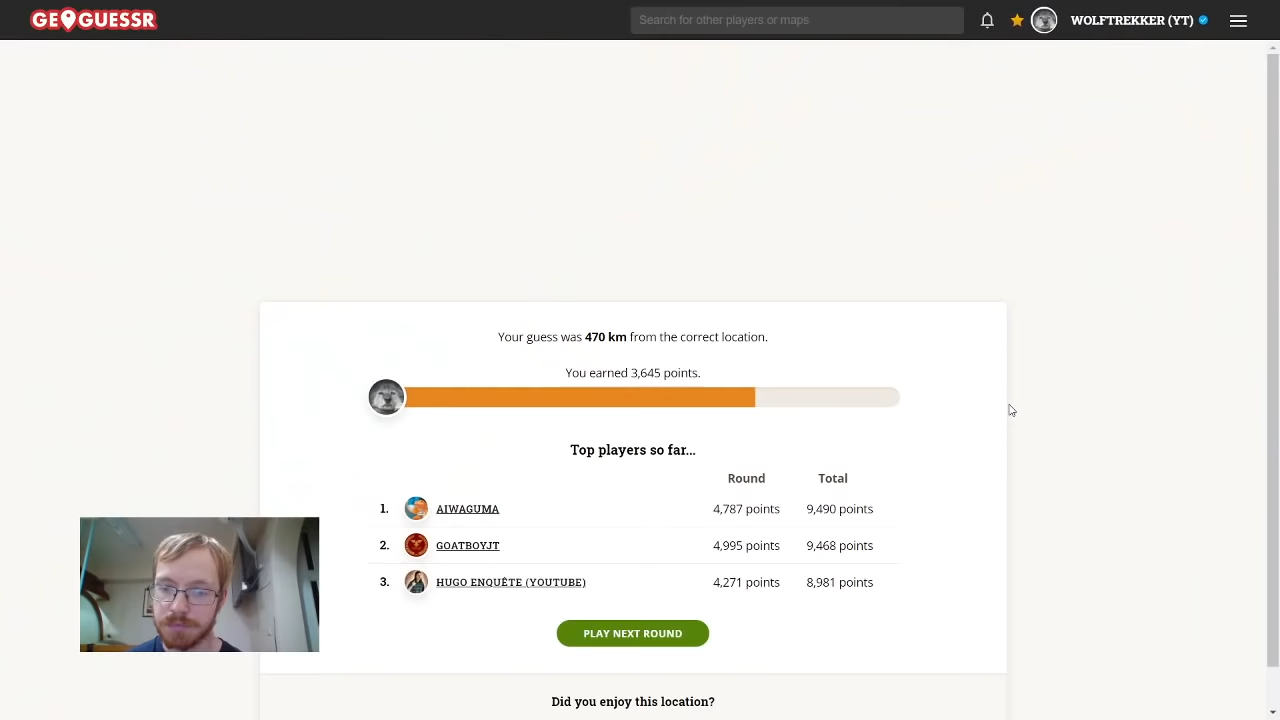 GEOGUESSR
Search for other players or maps
WOLFTREKKER (YT)
Your guess was 470 km from the correct location.
You earned 3,645 points.
Top players so far...
Round Total
1. AIWAGUMA 4,787 points 9,490 points
2. GOATBOYJT 4,995 points 9,468 points
3. HUGO ENQUÊTE (YOUTUBE) 4,271 points 8,981 points
PLAY NEXT ROUND
Did you enjoy this location?